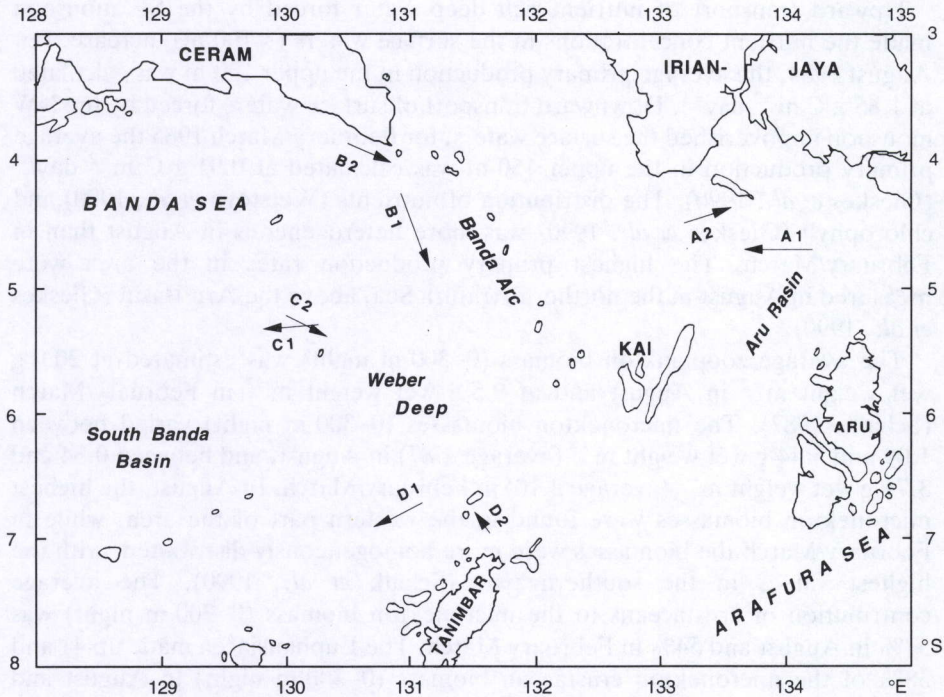 128 129 130 131 132 133 134 135
3
CERAM
IRIAN-
JAYA
4
B2
BANDA SEA
B1
Banda Arc
A2
A1
5
C2
C1
Aru Basin
KAI
Weber
Deep
6
ARU
South Banda
Basin
D1
D2
7
TANIMBAR
ARAFURA SEA
8
°S
129 130 131 132 133 134